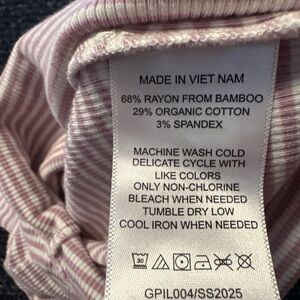 MADE IN VIET NAM
68% RAYON FROM BAMBOO
29% ORGANIC COTTON
3% SPANDEX
MACHINE WASH COLD
DELICATE CYCLE WITH
LIKE COLORS
ONLY NON-CHLORINE
BLEACH WHEN NEEDED
TUMBLE DRY LOW
COOL IRON WHEN NEEDED
30
GPIL004/SS2025